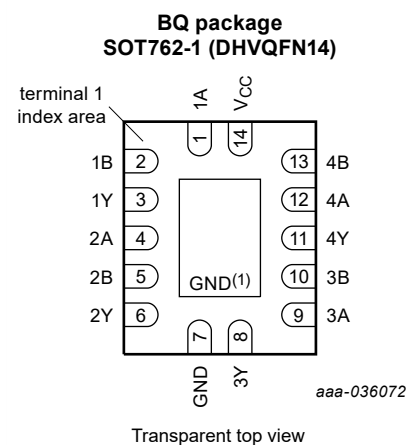 BQ package
SOT762-1 (DHVQFN14)
terminal 1
index area
1A
VCC
1
14
1B 2
13 4B
1Y 3
12 4A
2A 4
11 4Y
2B 5
10 3B
GND(1)
2Y 6
9 3A
7
8
GND
3Y
aaa-036072
Transparent top view